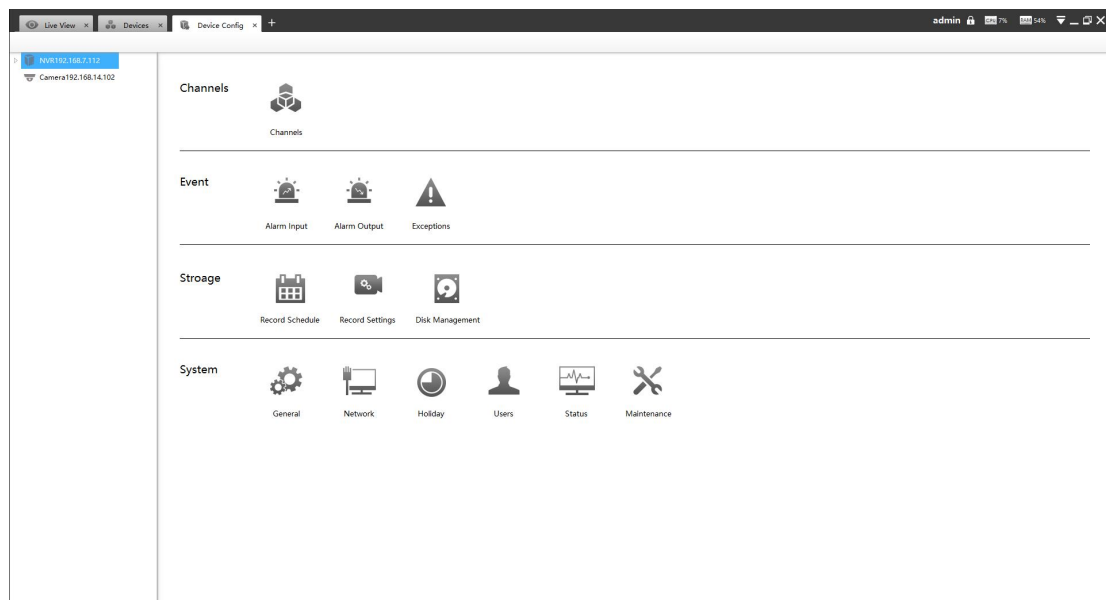 Live View × Devices × Device Config × + admin CPU 7% RAM 54%
NVR192.168.7.112
Camera192.168.14.102
Channels
Channels
Event
Alarm Input Alarm Output Exceptions
Stroage
Record Schedule Record Settings Disk Management
System
General Network Holiday Users Status Maintenance